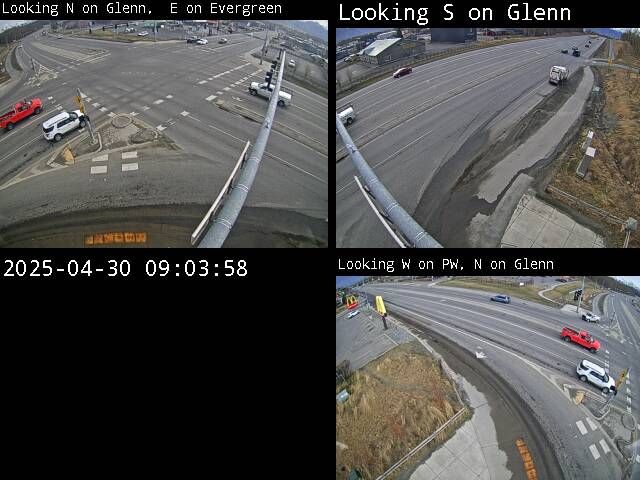 Looking N on Glenn,  E on Evergreen
Looking S on Glenn
2025-04-30 09:03:58
Looking W on PW, N on Glenn